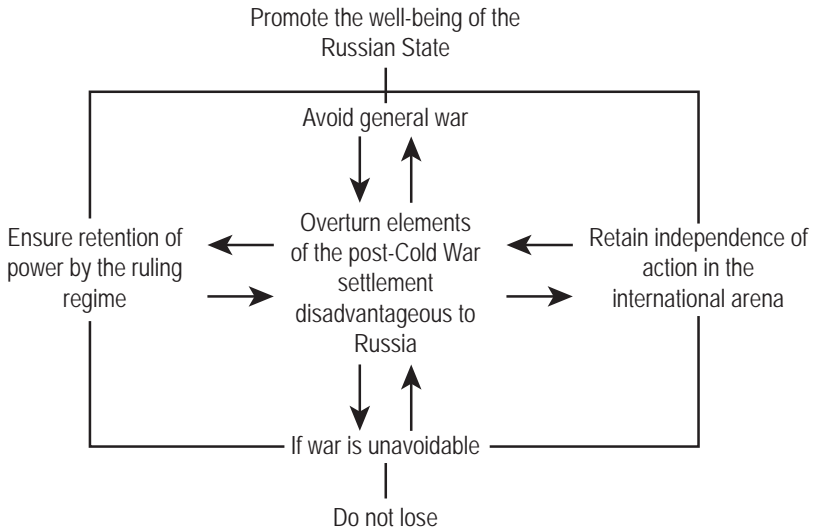 Promote the well-being of the
Russian State
Avoid general war
Ensure retention of
power by the ruling
regime
Overturn elements
of the post-Cold War
settlement
disadvantageous to
Russia
Retain independence of
action in the
international arena
If war is unavoidable
Do not lose